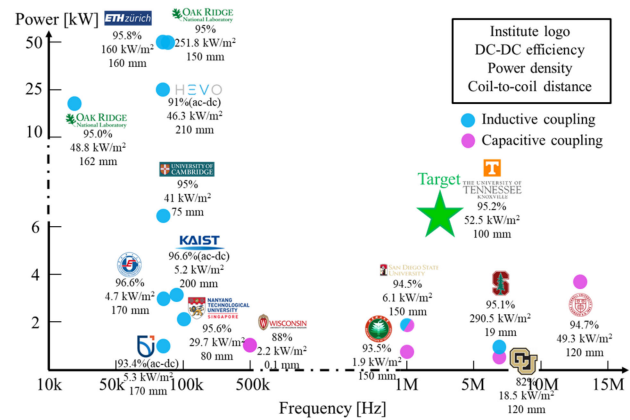 Power [kW]
50
25
10
6
4
2
10k
100k
500k
1M
5M
10M
15M
Frequency [Hz]
Institute logo
DC-DC efficiency
Power density
Coil-to-coil distance
Inductive coupling
Capacitive coupling
ETH zürich
95.8%
160 kW/m²
160 mm
OAK RIDGE
National Laboratory
95%
251.8 kW/m²
150 mm
HEVO
91%(ac-dc)
46.3 kW/m²
210 mm
OAK RIDGE
National Laboratory
95.0%
48.8 kW/m²
162 mm
UNIVERSITY OF
CAMBRIDGE
95%
41 kW/m²
75 mm
KAIST
96.6%(ac-dc)
5.2 kW/m²
200 mm
96.6%
4.7 kW/m²
170 mm
NANYANG
TECHNOLOGICAL
UNIVERSITY
SINGAPORE
95.6%
29.7 kW/m²
80 mm
93.4%(ac-dc)
5.3 kW/m²
170 mm
WISCONSIN
88%
2.2 kW/m²
0.1 mm
Target
T
THE UNIVERSITY OF
TENNESSEE
KNOXVILLE
95.2%
52.5 kW/m²
100 mm
SAN DIEGO STATE
UNIVERSITY
94.5%
6.1 kW/m²
150 mm
93.5%
1.9 kW/m²
150 mm
S
95.1%
290.5 kW/m²
19 mm
94.7%
49.3 kW/m²
120 mm
CU
82%
18.5 kW/m²
120 mm